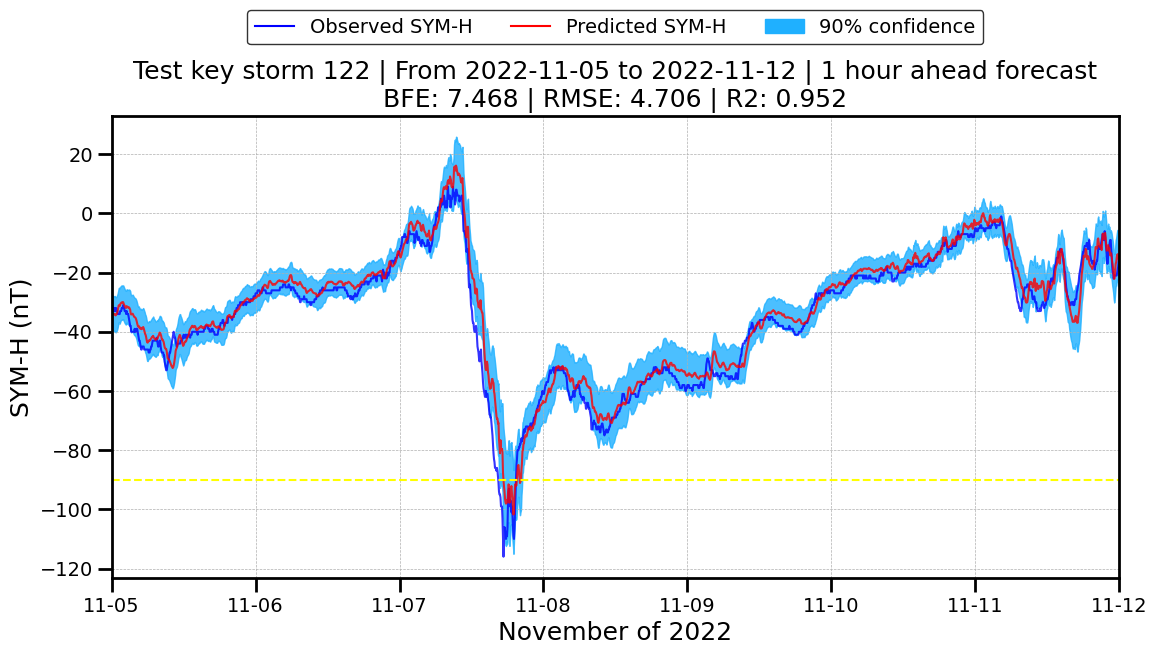 Observed SYM-H Predicted SYM-H 90% confidence
Test key storm 122 | From 2022-11-05 to 2022-11-12 | 1 hour ahead forecast
BFE: 7.468 | RMSE: 4.706 | R2: 0.952
SYM-H (nT)
20
0
−20
−40
−60
−80
−100
−120
11-05 11-06 11-07 11-08 11-09 11-10 11-11 11-12
November of 2022